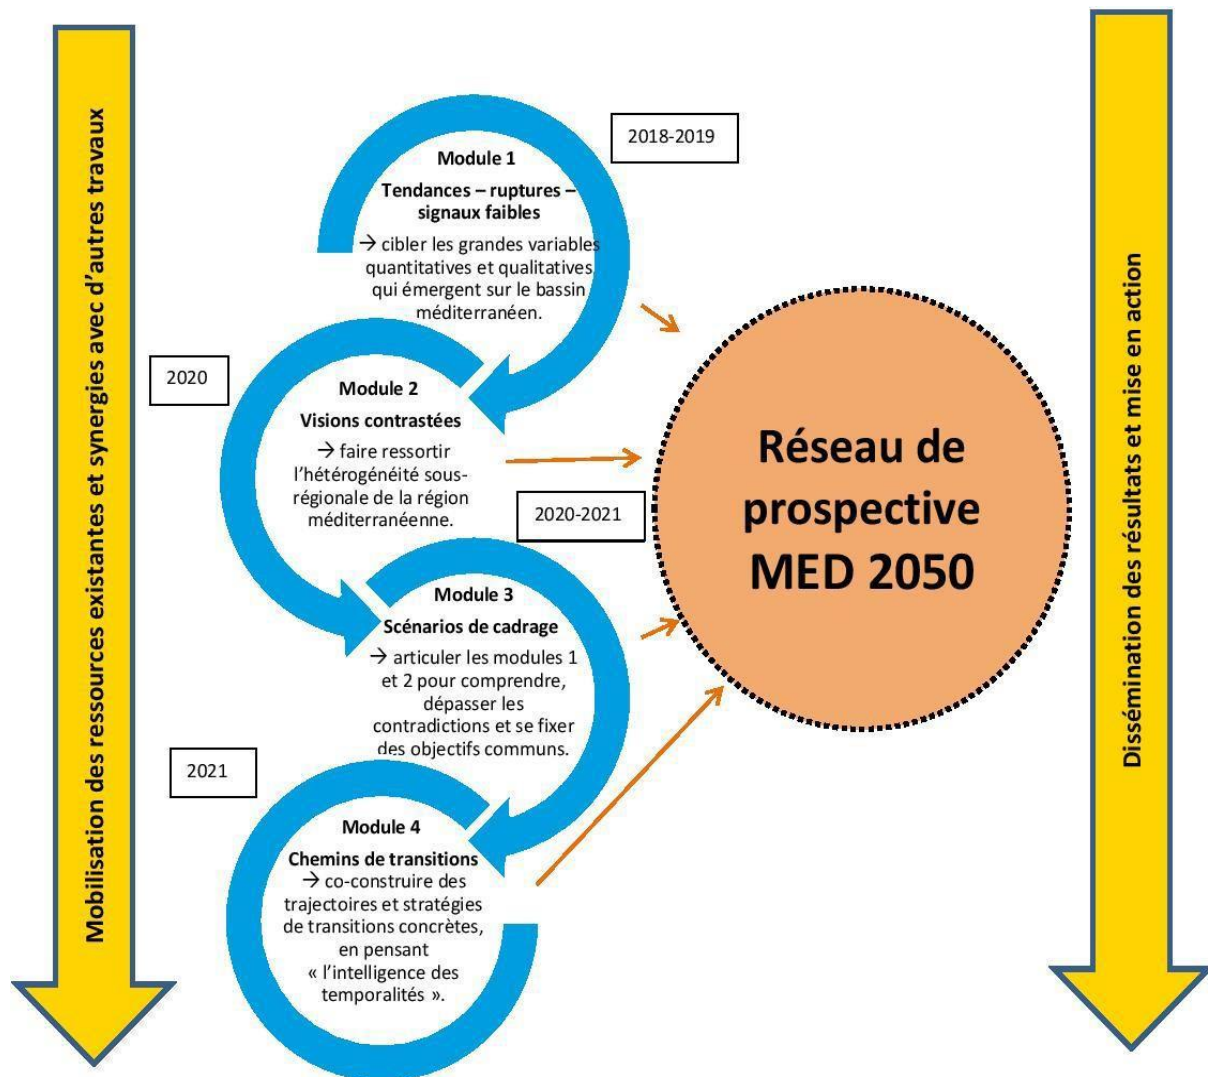 Mobilisation des ressources existantes et synergies avec d’autres travaux
2018-2019
Module 1
Tendances – ruptures –
signaux faibles
→ cibler les grandes variables
quantitatives et qualitatives
qui émergent sur le bassin
méditerranéen.
2020
Module 2
Visions contrastées
→ faire ressortir
l’hétérogénéité sous-
régionale de la région
méditerranéenne.
2020-2021
Module 3
Scénarios de cadrage
→ articuler les modules 1
et 2 pour comprendre,
dépasser les
contradictions et se fixer
des objectifs communs.
2021
Module 4
Chemins de transitions
→ co-construire des
trajectoires et stratégies
de transitions concrètes,
en pensant
« l’intelligence des
temporalités ».
Réseau de
prospective
MED 2050
Dissémination des résultats et mise en action